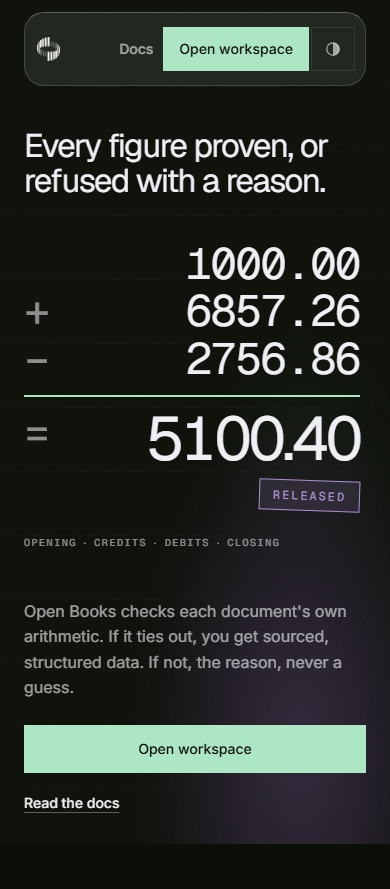 Docs
Open workspace
Every figure proven, or
refused with a reason.
1000.00
+ 6857.26
− 2756.86
= 5100.40
RELEASED
OPENING · CREDITS · DEBITS · CLOSING
Open Books checks each document's own
arithmetic. If it ties out, you get sourced,
structured data. If not, the reason, never a
guess.
Open workspace
Read the docs